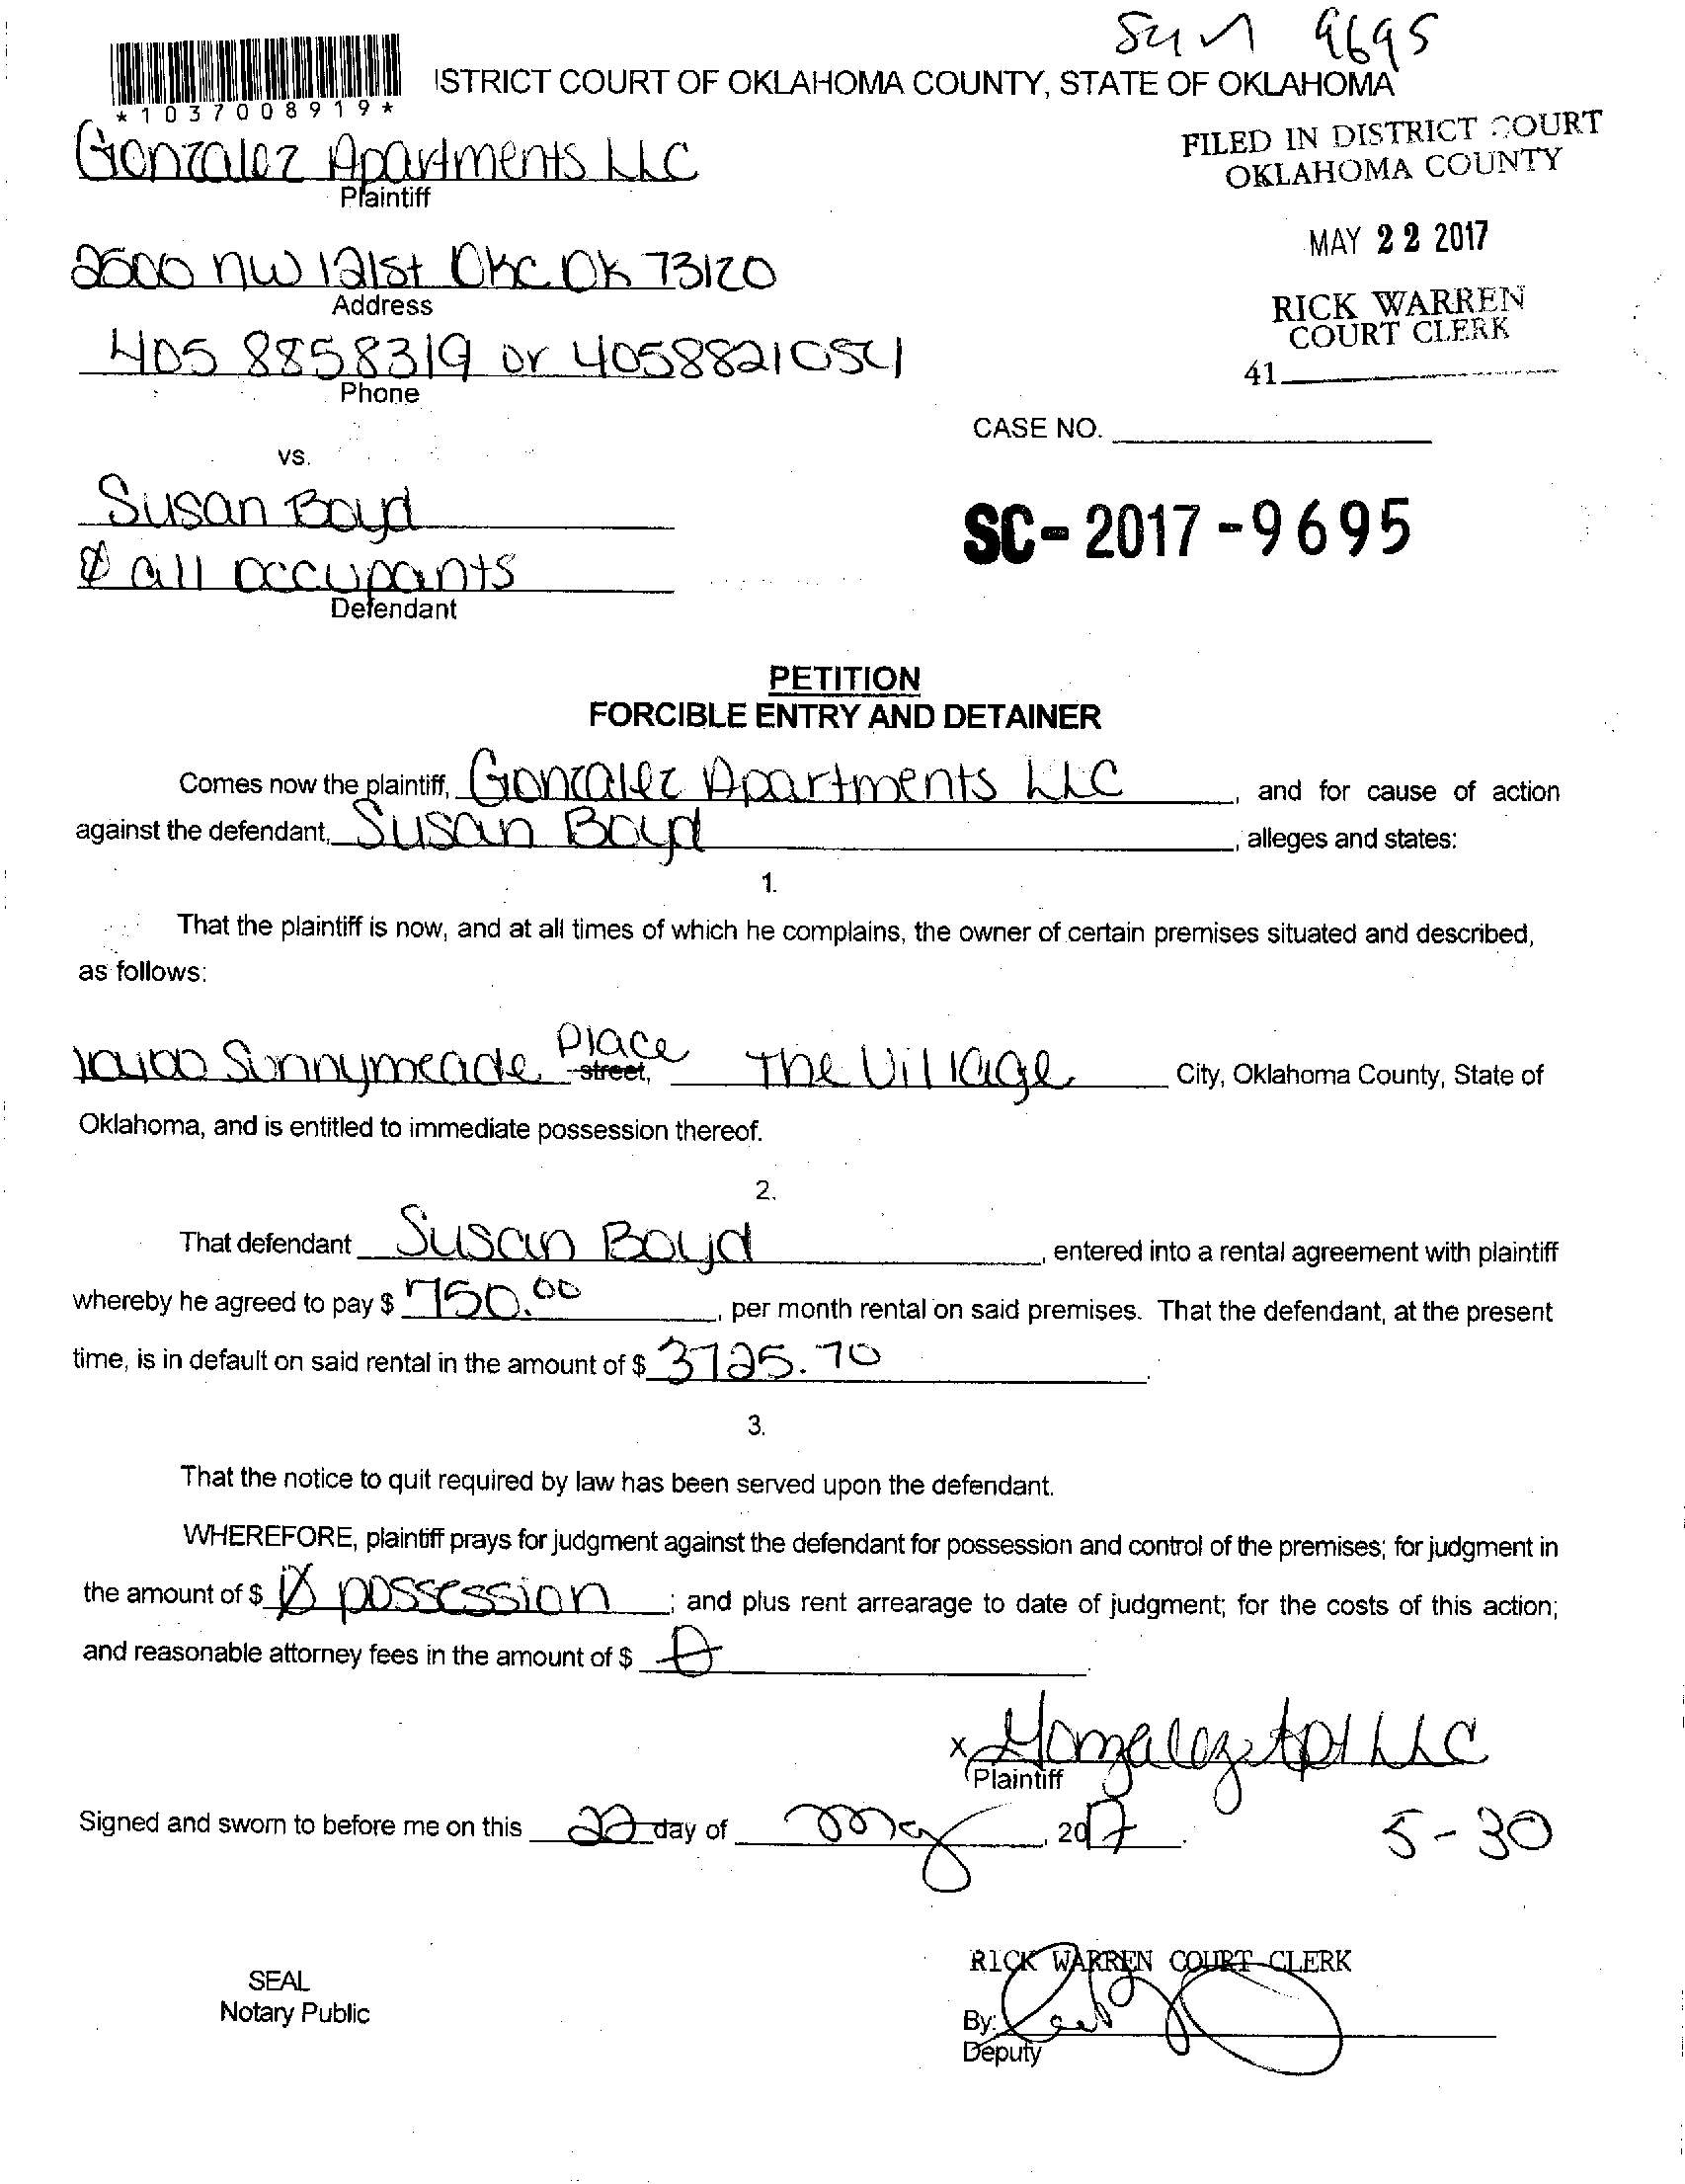 9695
*1037008919*
ISTRICT COURT OF OKLAHOMA COUNTY, STATE OF OKLAHOMA
FILED IN DISTRICT COURT
OKLAHOMA COUNTY
Gonzalez Apartments LLC
Plaintiff
MAY 22 2017
2500 NW 121st OKC OK 73120
Address
RICK WARREN
COURT CLERK
405 8858319 or 4058821054
Phone
41
CASE NO.
vs.
Susan Boyd
SC-2017-9695
& all occupants
Defendant
PETITION
FORCIBLE ENTRY AND DETAINER
Comes now the plaintiff, Gonzalez Apartments LLC, and for cause of action
against the defendant, Susan Boyd, alleges and states:
1.
That the plaintiff is now, and at all times of which he complains, the owner of certain premises situated and described,
as follows:
Sunnymeade Place street, The Village City, Oklahoma County, State of
Oklahoma, and is entitled to immediate possession thereof.
2.
That defendant Susan Boyd, entered into a rental agreement with plaintiff
whereby he agreed to pay $ 750.00, per month rental on said premises. That the defendant, at the present
time, is in default on said rental in the amount of $ 3725.70.
3.
That the notice to quit required by law has been served upon the defendant.
WHEREFORE, plaintiff prays for judgment against the defendant for possession and control of the premises; for judgment in
the amount of $ possession; and plus rent arrearage to date of judgment; for the costs of this action;
and reasonable attorney fees in the amount of $ 0.
x Gonzalez Apt LLC
Plaintiff
Signed and sworn to before me on this 22 day of May, 2017.
5-30
RICK WARREN COURT CLERK
SEAL
Notary Public
By:
Deputy